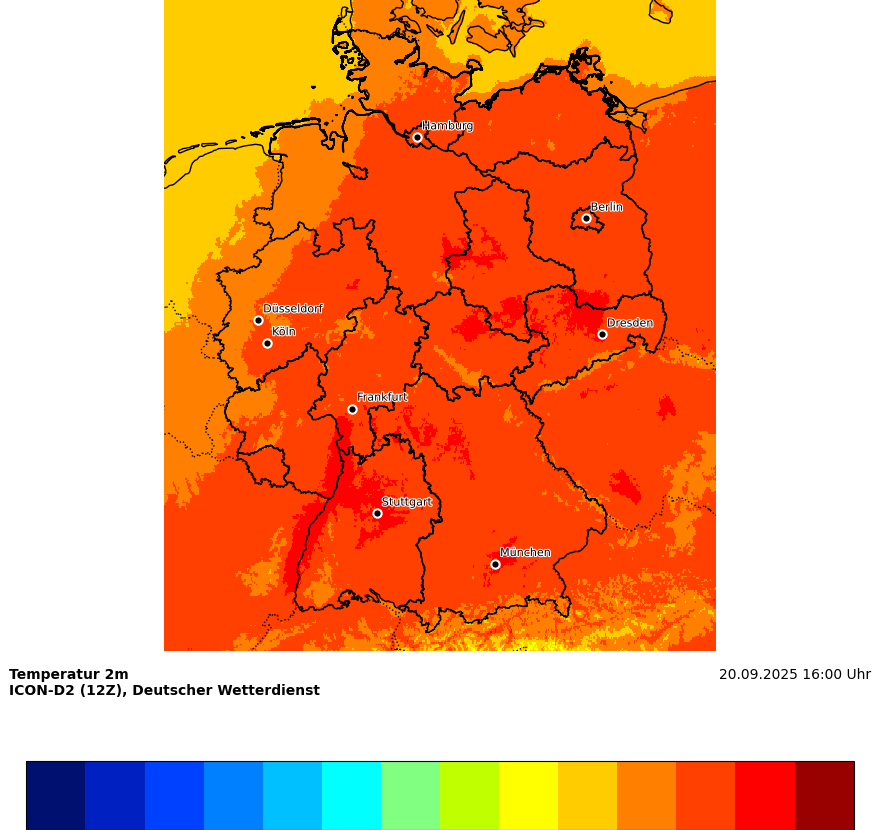 Hamburg
Berlin
Düsseldorf
Köln
Dresden
Frankfurt
Stuttgart
München
Temperatur 2m
ICON-D2 (12Z), Deutscher Wetterdienst
20.09.2025 16:00 Uhr